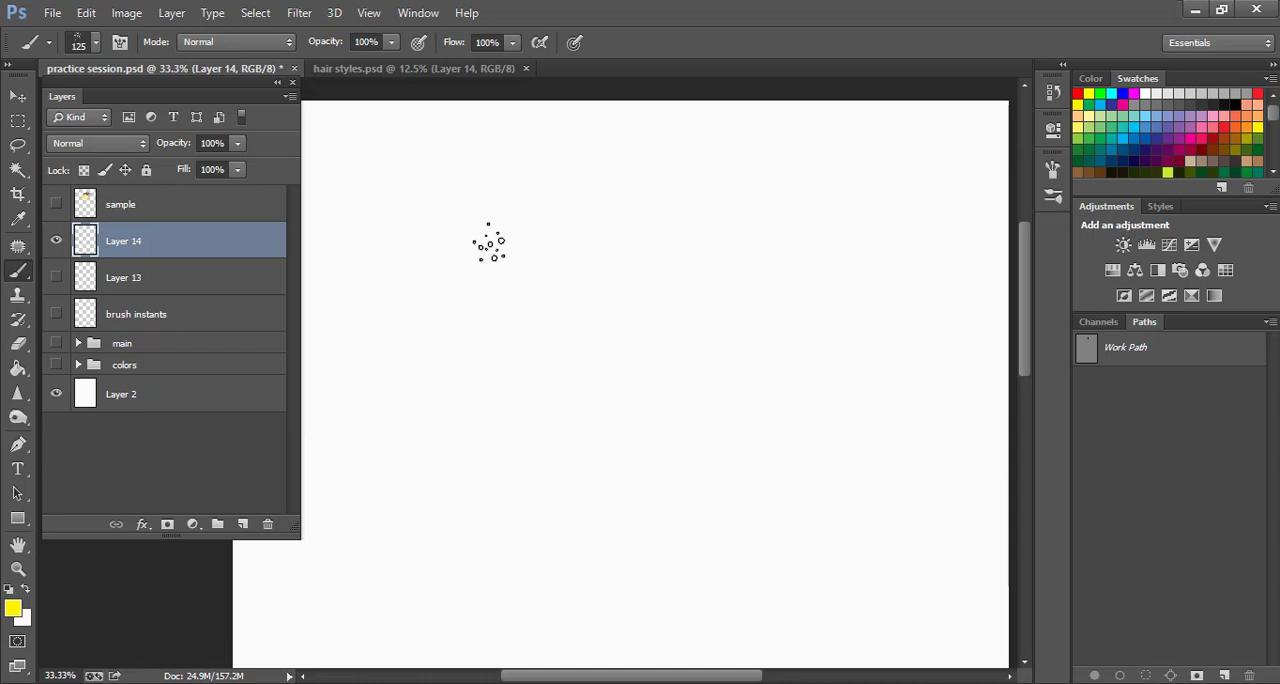 Ps File Edit Image Layer Type Select Filter 3D View Window Help
125 Mode: Normal Opacity: 100% Flow: 100% Essentials
practice session.psd @ 33.3% (Layer 14, RGB/8) * × hair styles.psd @ 12.5% (Layer 14, RGB/8) ×
Layers
Kind
Normal Opacity: 100%
Lock: Fill: 100%
sample
Layer 14
Layer 13
brush instants
main
colors
Layer 2
fx.
Color Swatches
Adjustments Styles
Add an adjustment
Channels Paths
Work Path
33.33% Doc: 24.9M/157.2M